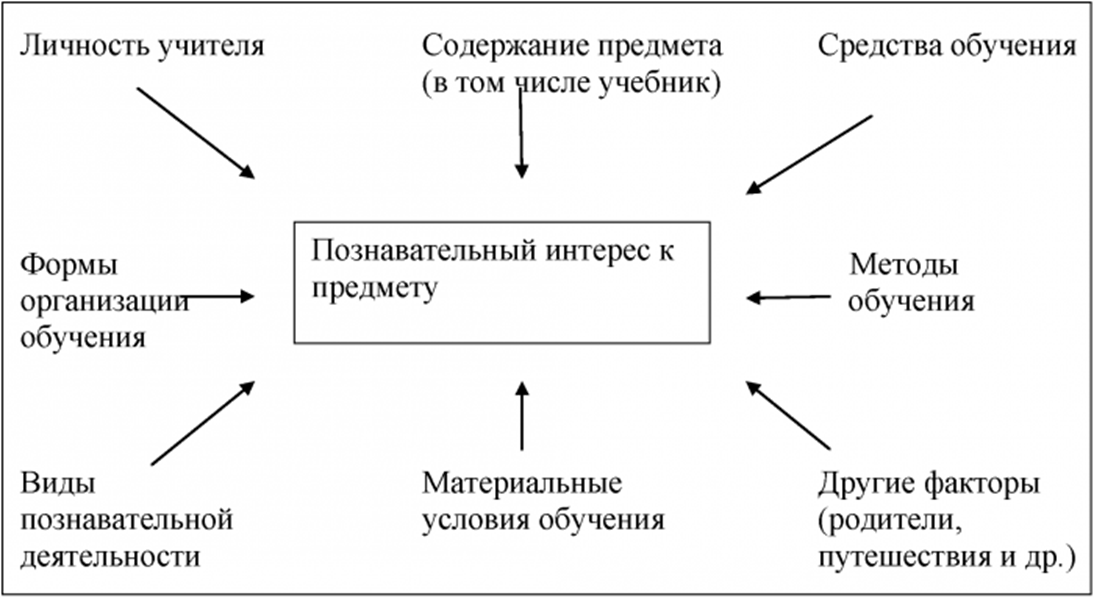 Личность учителя
Содержание предмета
(в том числе учебник)
Средства обучения
Формы
организации
обучения
Познавательный интерес к
предмету
Методы
обучения
Виды
познавательной
деятельности
Материальные
условия обучения
Другие факторы
(родители,
путешествия и др.)